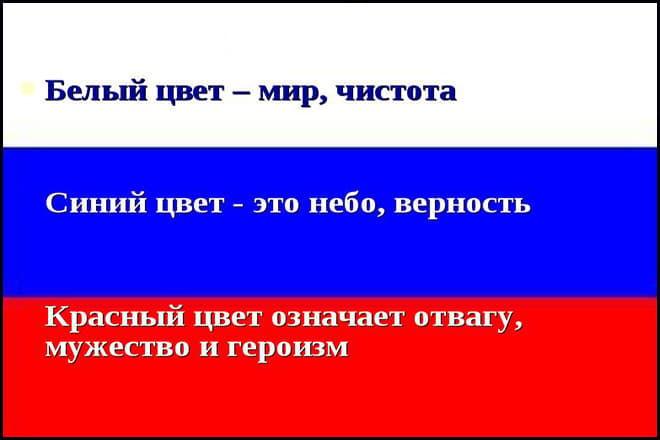 Белый цвет – мир, чистота
Синий цвет - это небо, верность
Красный цвет означает отвагу,
мужество и героизм